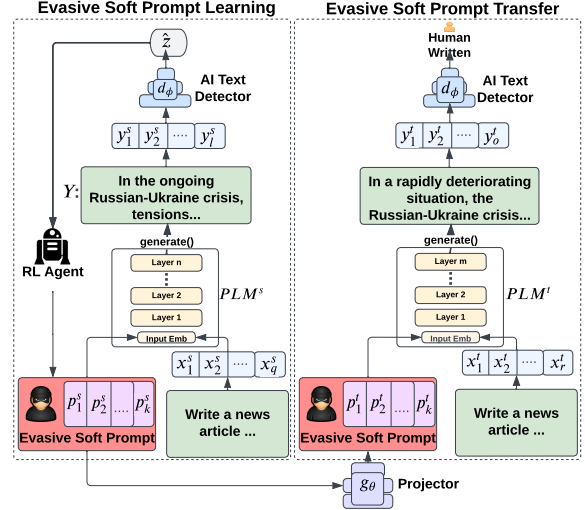 Evasive Soft Prompt Learning
ẑ
AI Text
Detector
d_ϕ
y_1^s y_2^s .... y_l^s
Y:
In the ongoing
Russian-Ukraine crisis,
tensions...
generate()
RL Agent
Layer n
Layer 2
Layer 1
Input Emb
PLM^s
x_1^s x_2^s .... x_q^s
p_1^s p_2^s .... p_k^s
Evasive Soft Prompt
Write a news
article ...
Evasive Soft Prompt Transfer
Human
Written
AI Text
Detector
d_ϕ
y_1^t y_2^t .... y_o^t
In a rapidly deteriorating
situation, the
Russian-Ukraine crisis...
generate()
Layer m
Layer 2
Layer 1
Input Emb
PLM^t
x_1^t x_2^t .... x_r^t
p_1^t p_2^t .... p_k^t
Evasive Soft Prompt
Write a news
article ...
g_θ
Projector